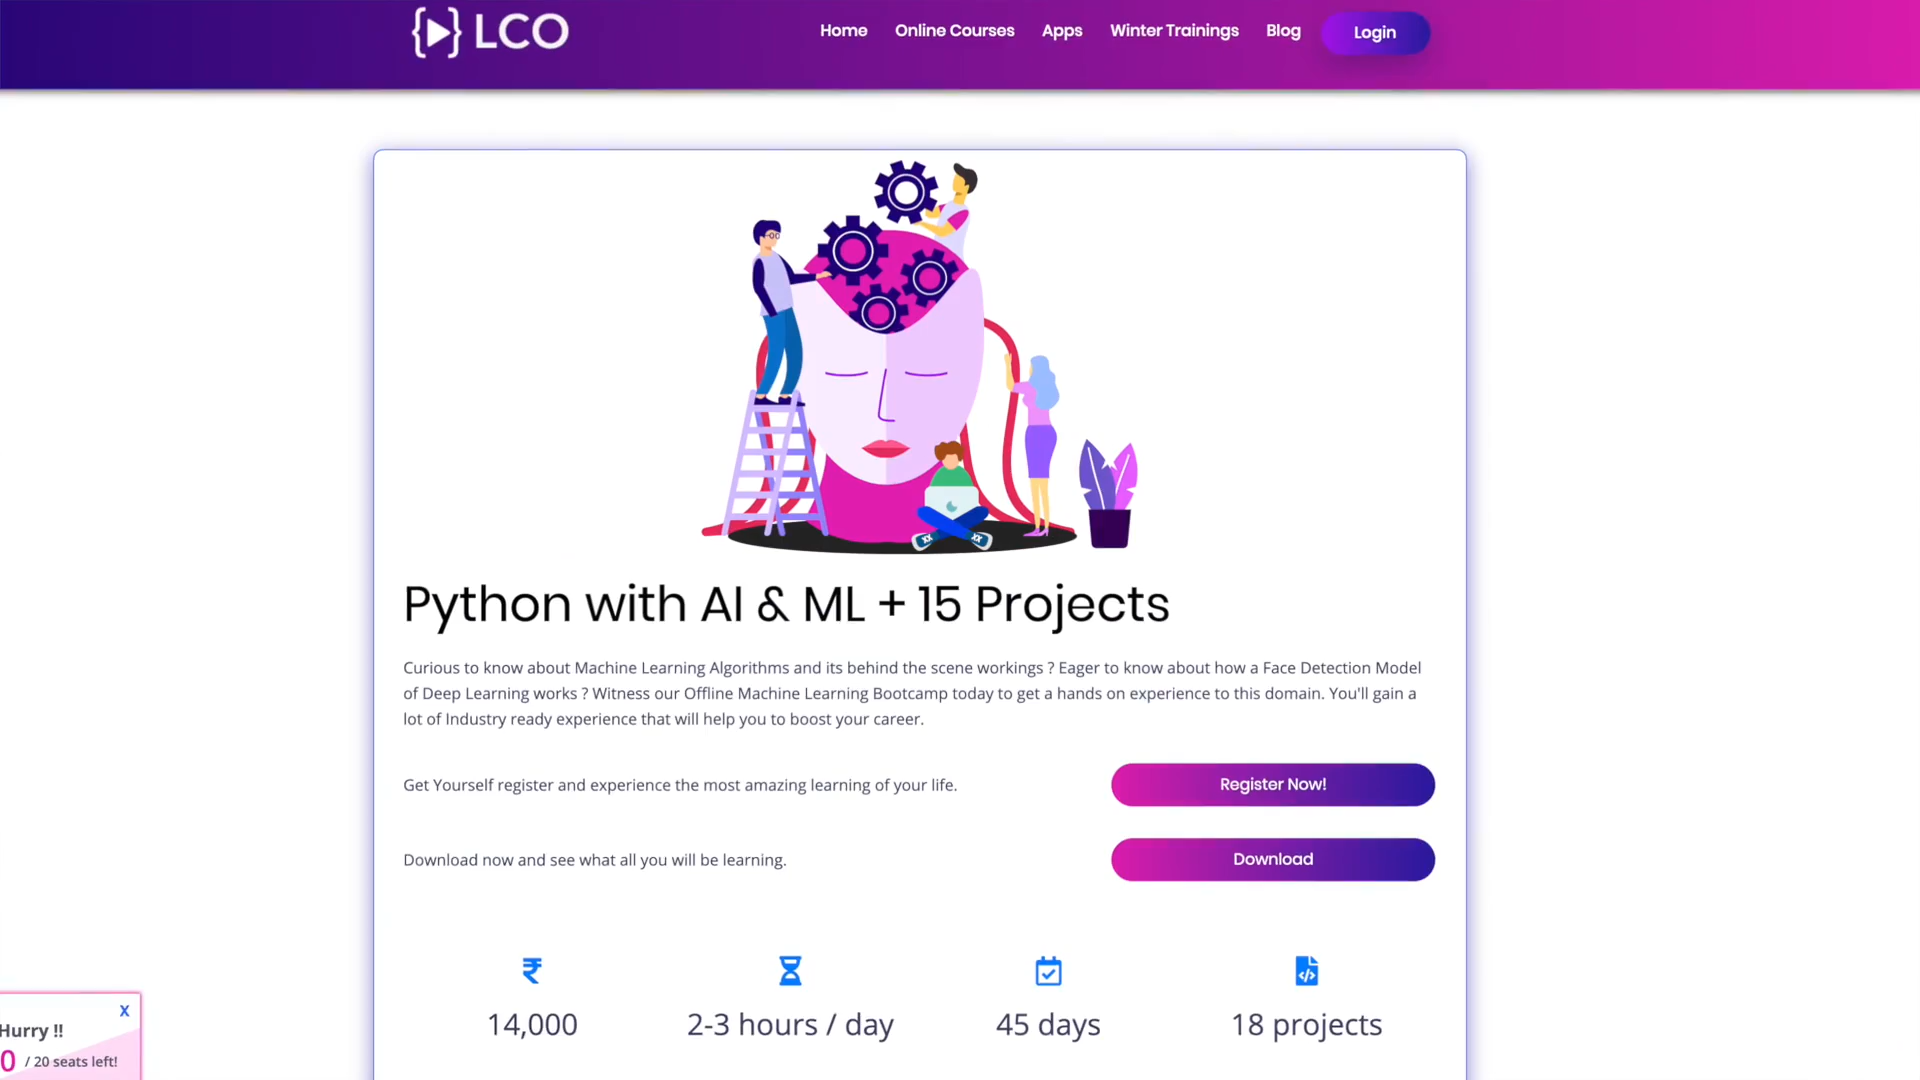 LCO
Home Online Courses Apps Winter Trainings Blog Login
Python with AI & ML + 15 Projects
Curious to know about Machine Learning Algorithms and its behind the scene workings ? Eager to know about how a Face Detection Model
of Deep Learning works ? Witness our Offline Machine Learning Bootcamp today to get a hands on experience to this domain. You'll gain a
lot of Industry ready experience that will help you to boost your career.
Get Yourself register and experience the most amazing learning of your life.
Register Now!
Download now and see what all you will be learning.
Download
₹
14,000 2-3 hours / day 45 days 18 projects
X
Hurry !!
0 / 20 seats left!